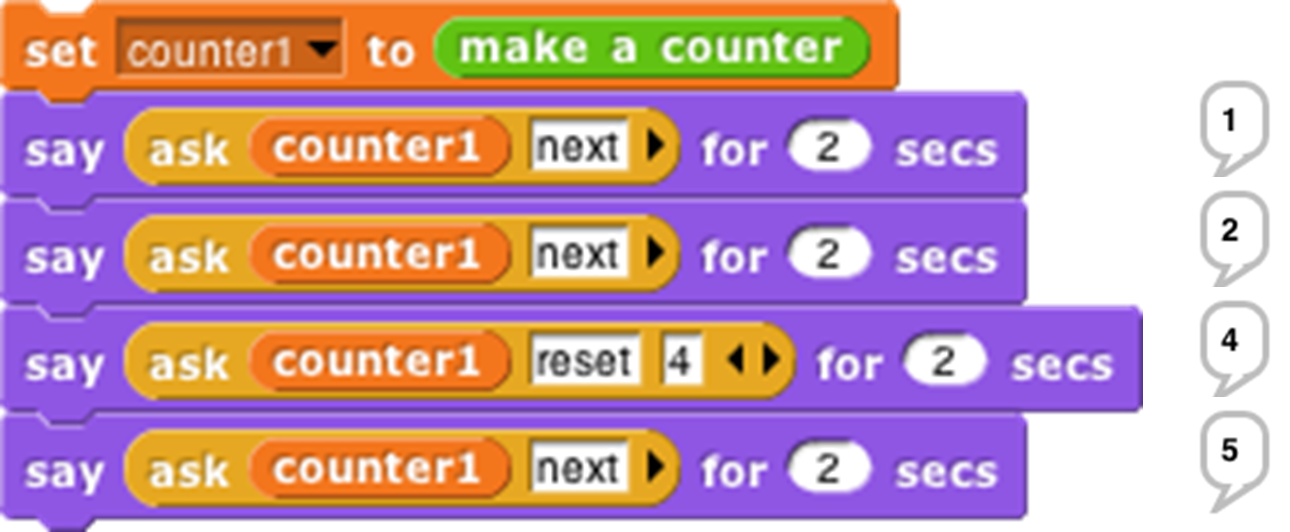 set counter1 to make a counter
say ask counter1 next for 2 secs 1
say ask counter1 next for 2 secs 2
say ask counter1 reset 4 for 2 secs 4
say ask counter1 next for 2 secs 5